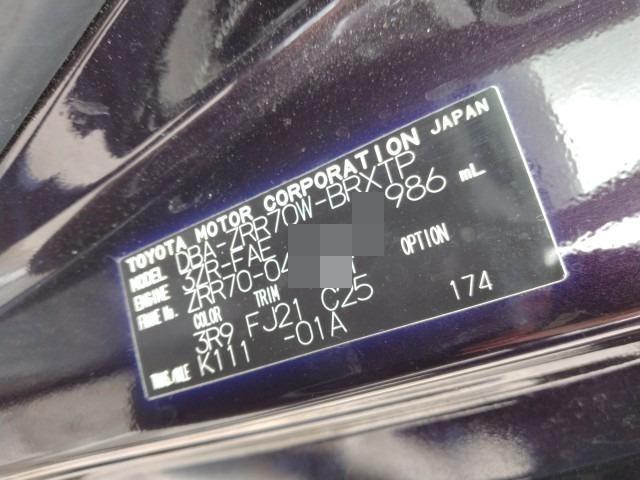 TOYOTA MOTOR CORPORATION JAPAN
MODEL DBA-ZRR70W-BRXTP
ENGINE 3ZR-FAE 986 mL
FRAME No. ZRR70-04
COLOR TRIM OPTION
3R9 FJ21 C25 174
TRANS/AXLE K111 -01A